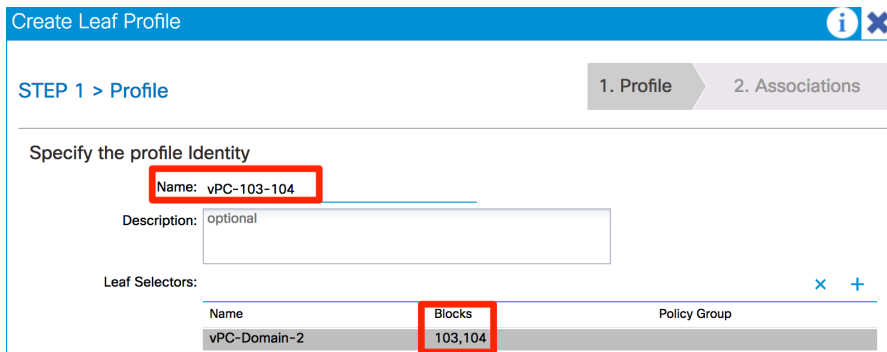 Create Leaf Profile
i
STEP 1 > Profile
1. Profile
2. Associations
Specify the profile Identity
Name: vPC-103-104
Description: optional
Leaf Selectors:
Name Blocks Policy Group
vPC-Domain-2 103,104